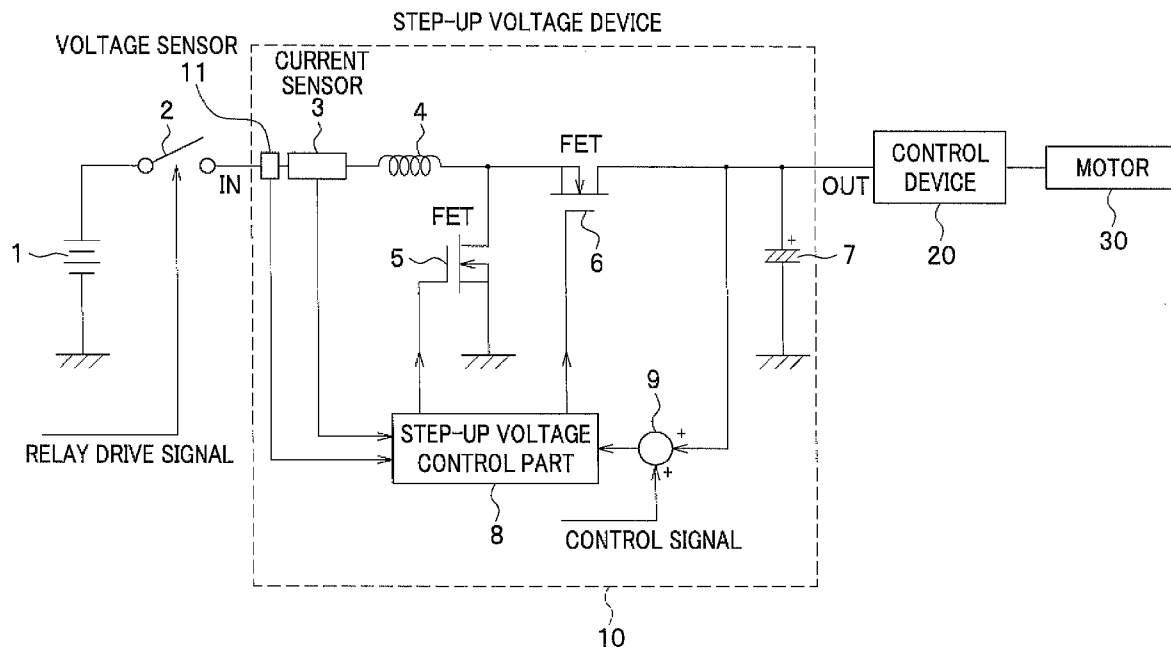 STEP-UP VOLTAGE DEVICE
VOLTAGE SENSOR
11
CURRENT
SENSOR
3
2
4
FET
IN
OUT
CONTROL
DEVICE
20
MOTOR
30
1
FET
5
6
+
7
RELAY DRIVE SIGNAL
STEP-UP VOLTAGE
CONTROL PART
8
9
+
+
CONTROL SIGNAL
10